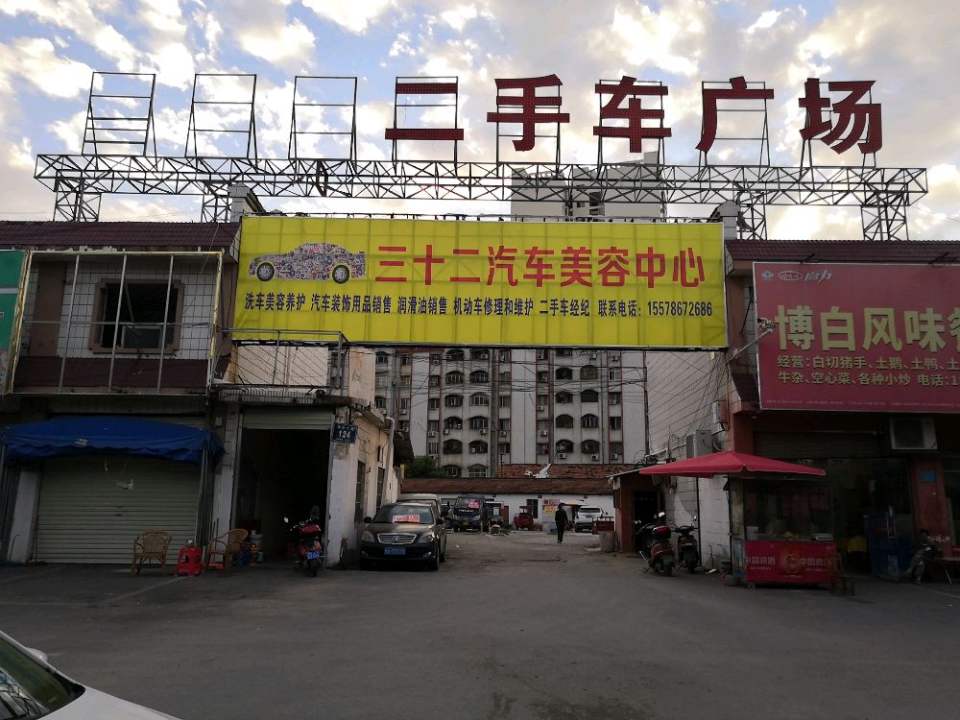 二手车广场
三十二汽车美容中心
洗车美容养护 汽车装饰用品销售 润滑油销售 机动车修理和维护 二手车经纪 联系电话：15578672686
博白风味餐
经营：白切猪手、土鹅、土鸭、土
牛杂、空心菜、各种小炒 电话：1
124